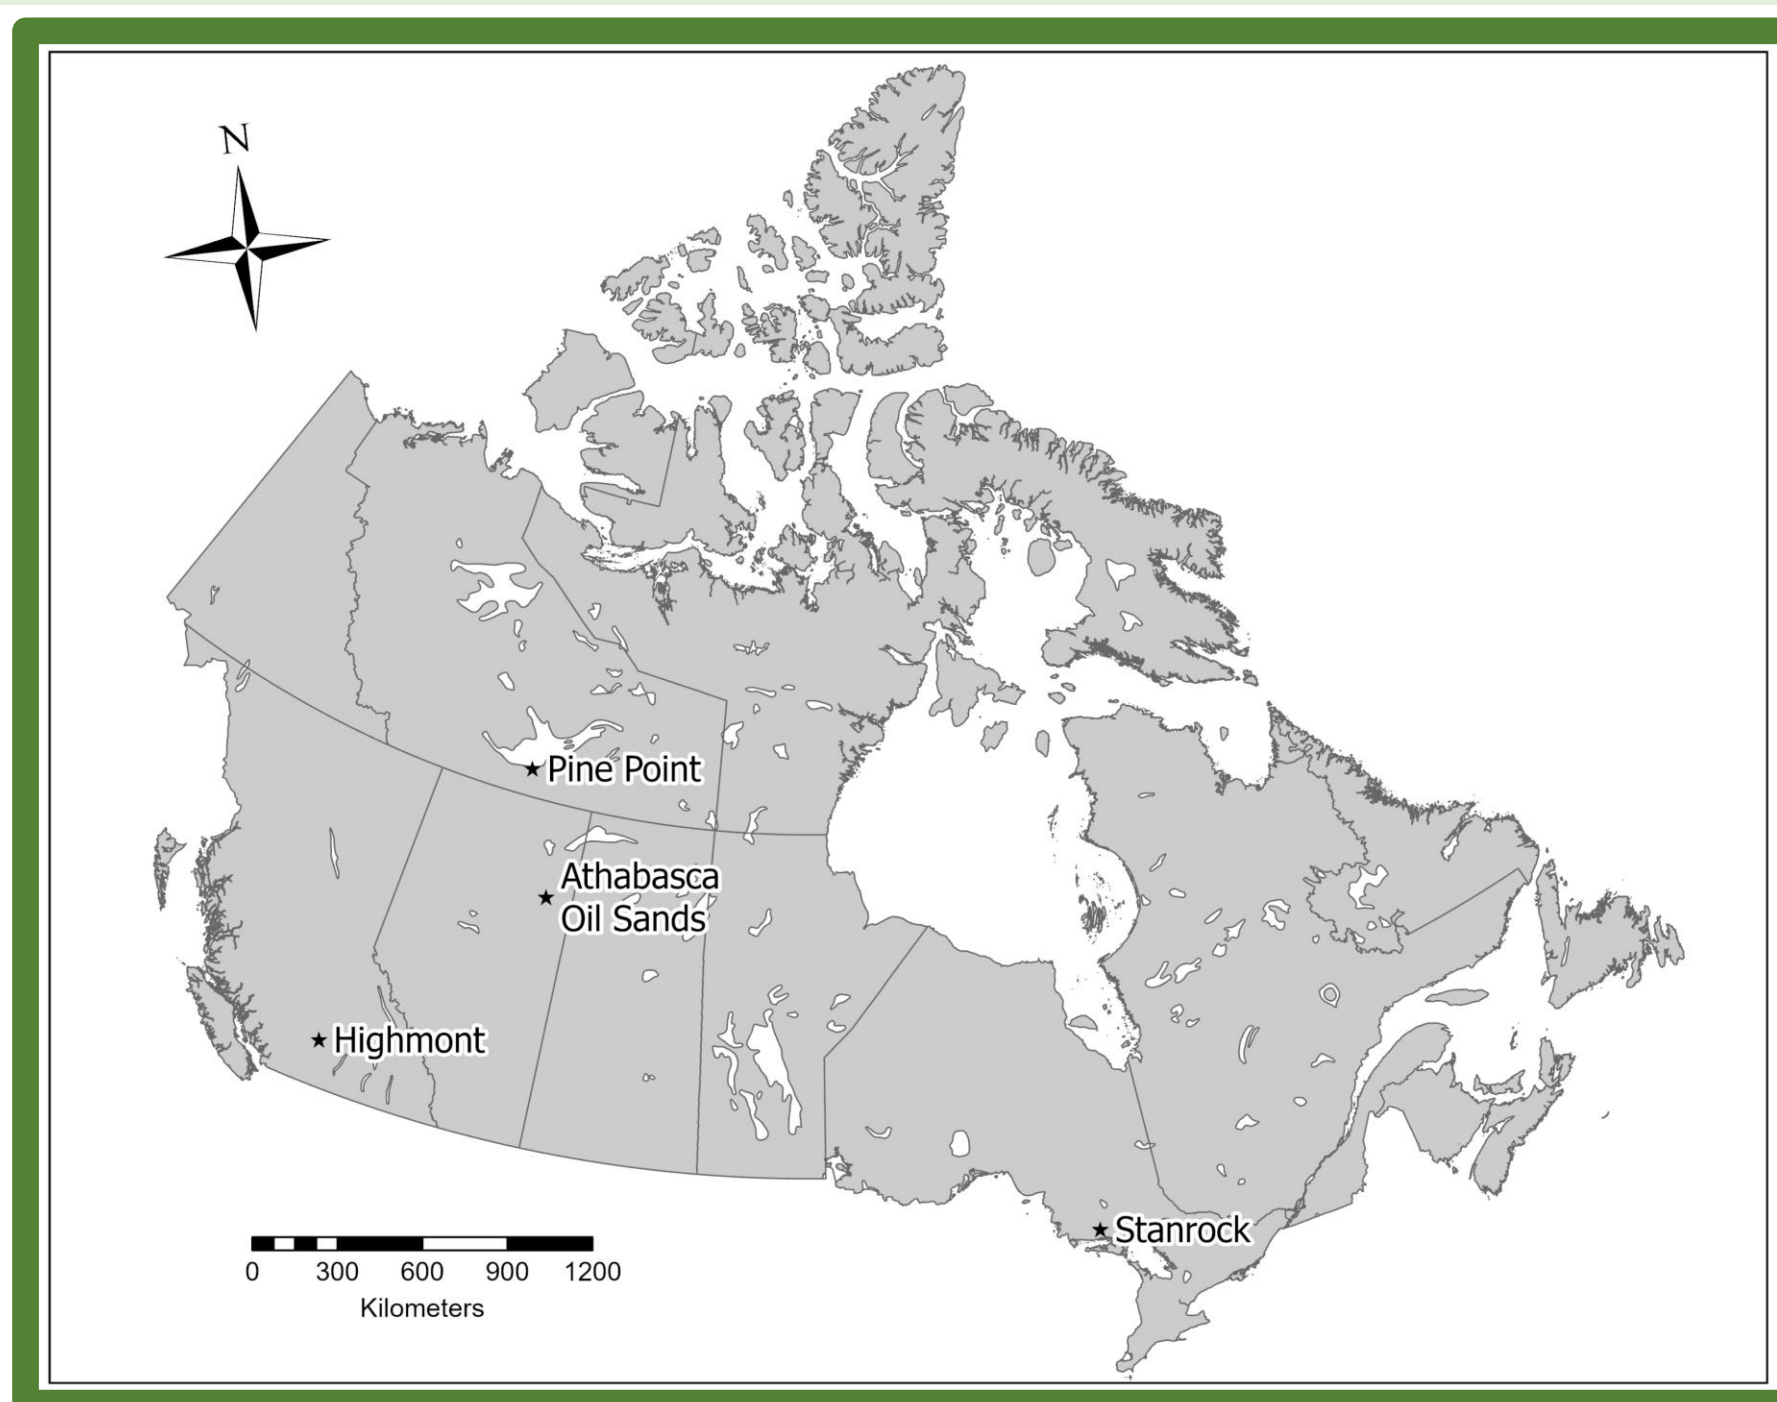 N
Pine Point
Athabasca
Oil Sands
Highmont
Stanrock
0 300 600 900 1200
Kilometers